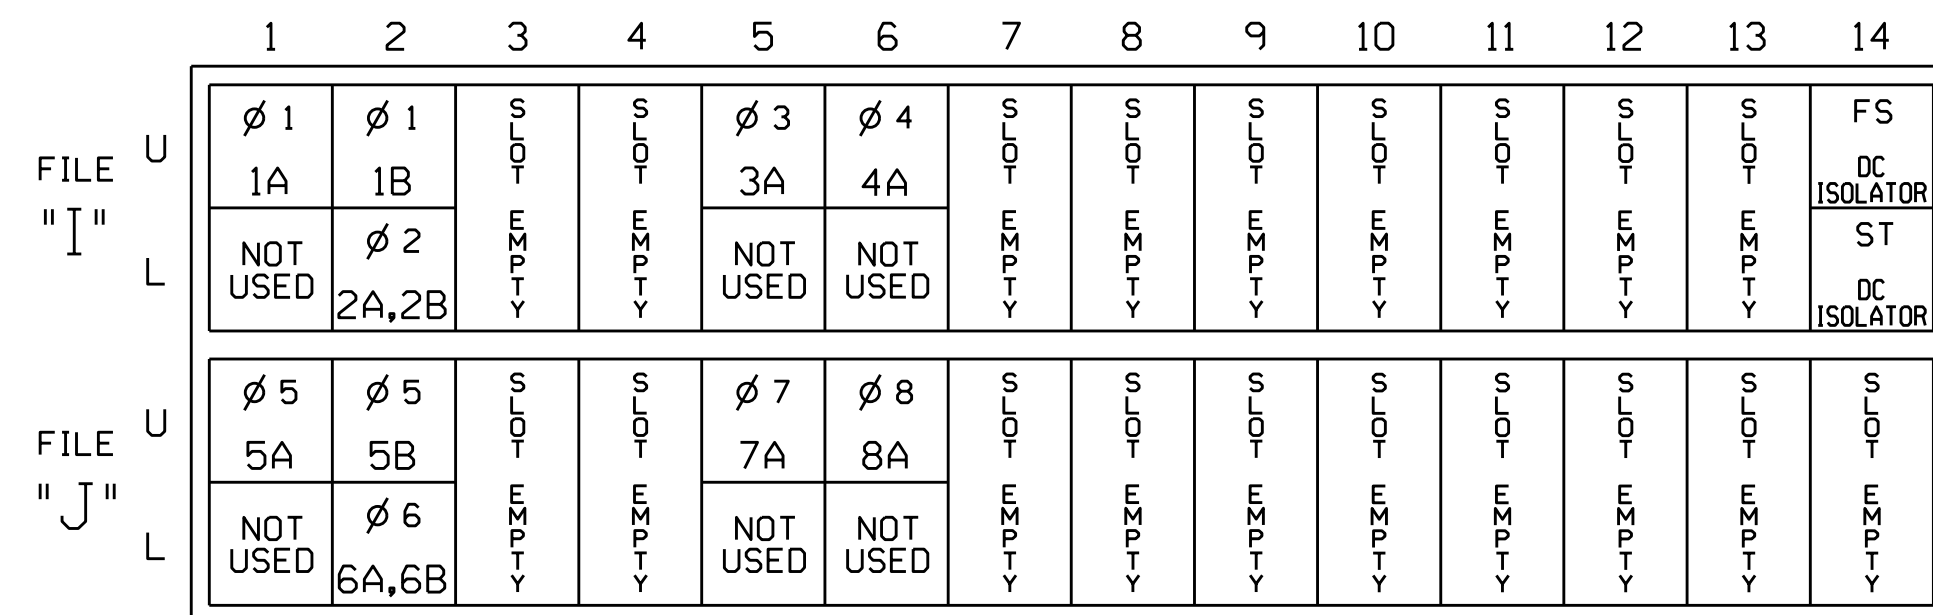 1 2 3 4 5 6 7 8 9 10 11 12 13 14
FILE "I"
U
L
Ø 1
1A
NOT USED
Ø 1
1B
Ø 2
2A,2B
SLOT EMPTY
SLOT EMPTY
Ø 3
3A
NOT USED
Ø 4
4A
NOT USED
SLOT EMPTY
SLOT EMPTY
SLOT EMPTY
SLOT EMPTY
SLOT EMPTY
SLOT EMPTY
SLOT EMPTY
FS
DC
ISOLATOR
ST
DC
ISOLATOR
FILE "J"
U
L
Ø 5
5A
NOT USED
Ø 5
5B
Ø 6
6A,6B
SLOT EMPTY
SLOT EMPTY
Ø 7
7A
NOT USED
Ø 8
8A
NOT USED
SLOT EMPTY
SLOT EMPTY
SLOT EMPTY
SLOT EMPTY
SLOT EMPTY
SLOT EMPTY
SLOT EMPTY
SLOT EMPTY